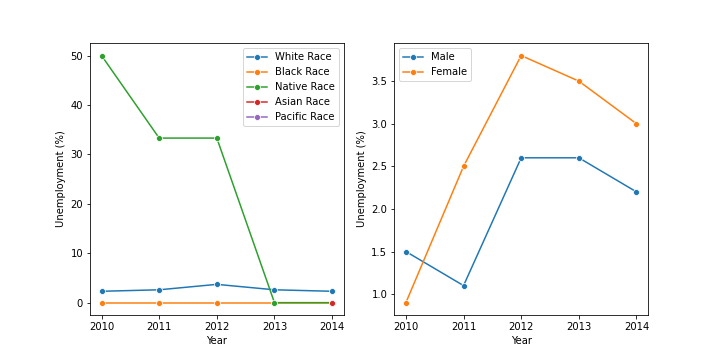 50
40
30
20
10
0
Unemployment (%)
2010 2011 2012 2013 2014
Year
White Race
Black Race
Native Race
Asian Race
Pacific Race
3.5
3.0
2.5
2.0
1.5
1.0
Unemployment (%)
2010 2011 2012 2013 2014
Year
Male
Female